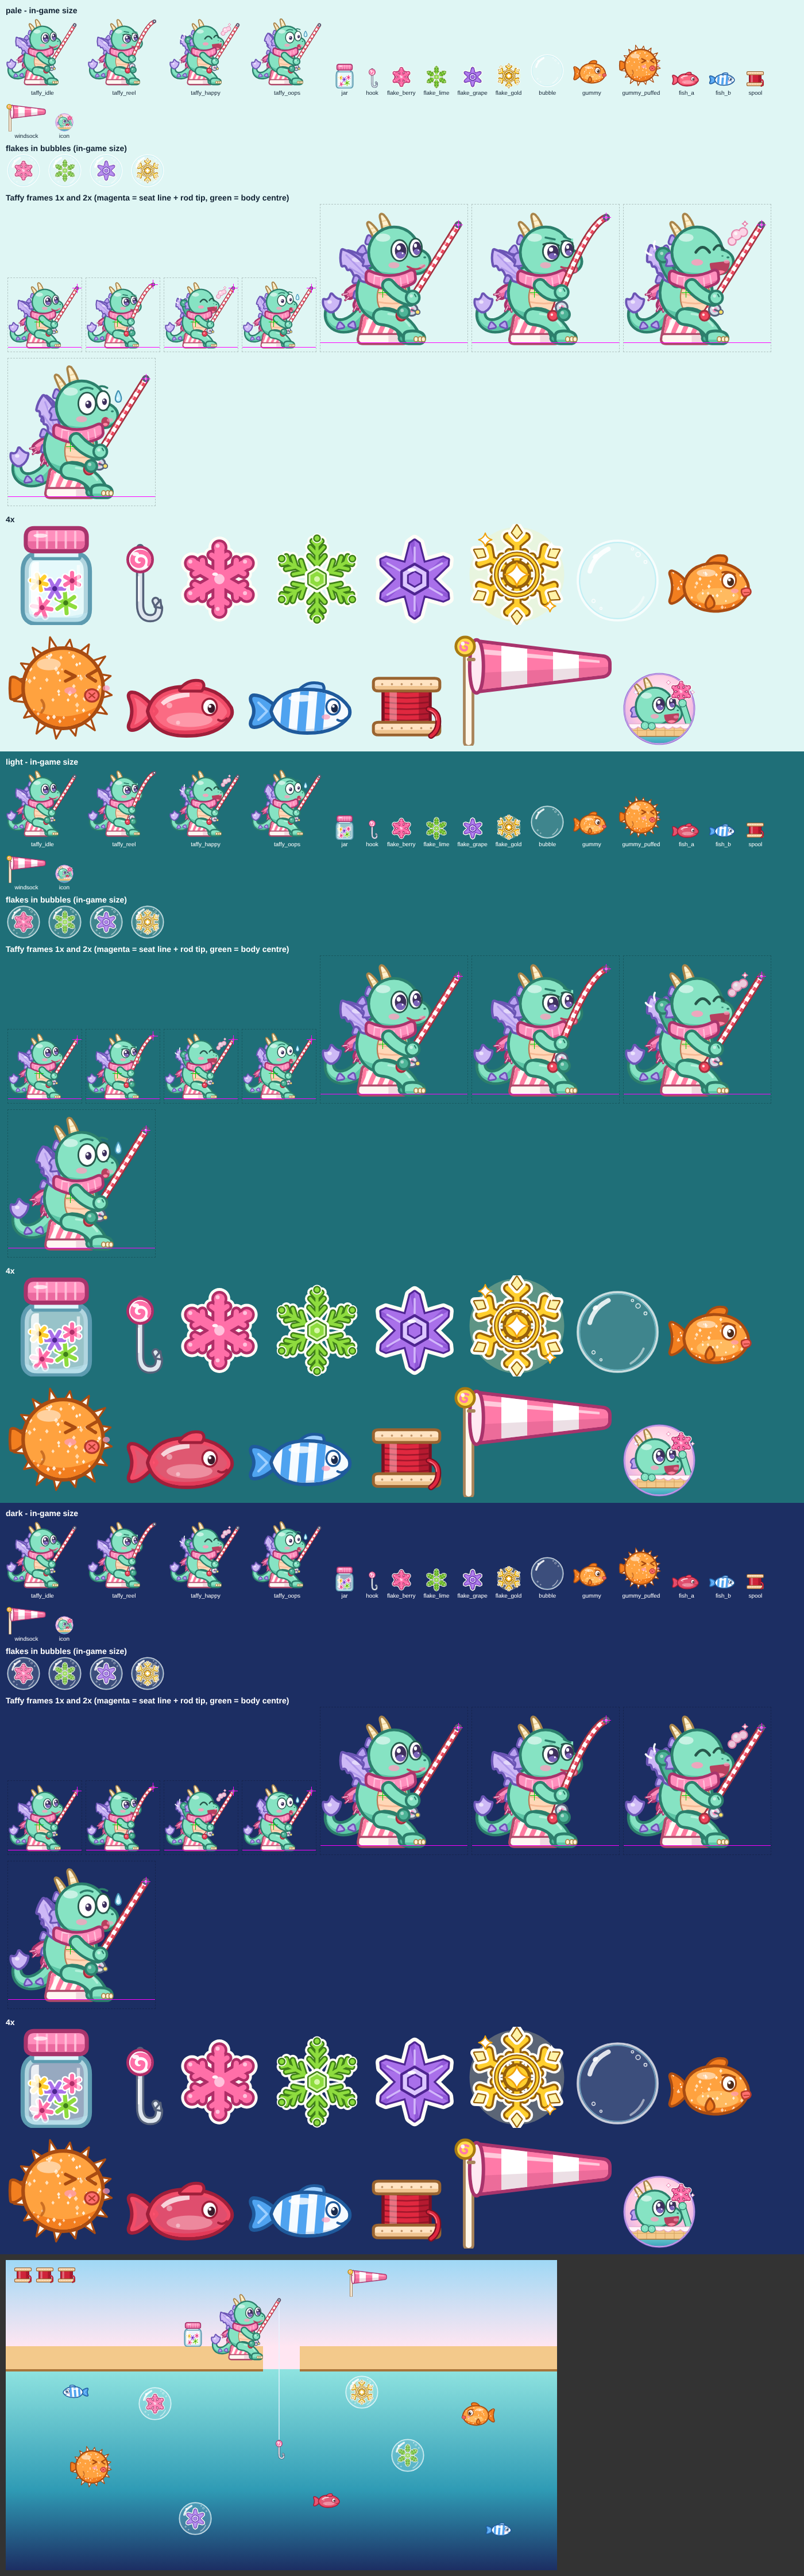 pale - in-game size
taffy_idle taffy_reel taffy_happy taffy_oops jar hook flake_berry flake_lime flake_grape flake_gold bubble gummy gummy_puffed fish_a fish_b spool
windsock icon
flakes in bubbles (in-game size)
Taffy frames 1x and 2x (magenta = seat line + rod tip, green = body centre)
4x
light - in-game size
taffy_idle taffy_reel taffy_happy taffy_oops jar hook flake_berry flake_lime flake_grape flake_gold bubble gummy gummy_puffed fish_a fish_b spool
windsock icon
flakes in bubbles (in-game size)
Taffy frames 1x and 2x (magenta = seat line + rod tip, green = body centre)
4x
dark - in-game size
taffy_idle taffy_reel taffy_happy taffy_oops jar hook flake_berry flake_lime flake_grape flake_gold bubble gummy gummy_puffed fish_a fish_b spool
windsock icon
flakes in bubbles (in-game size)
Taffy frames 1x and 2x (magenta = seat line + rod tip, green = body centre)
4x